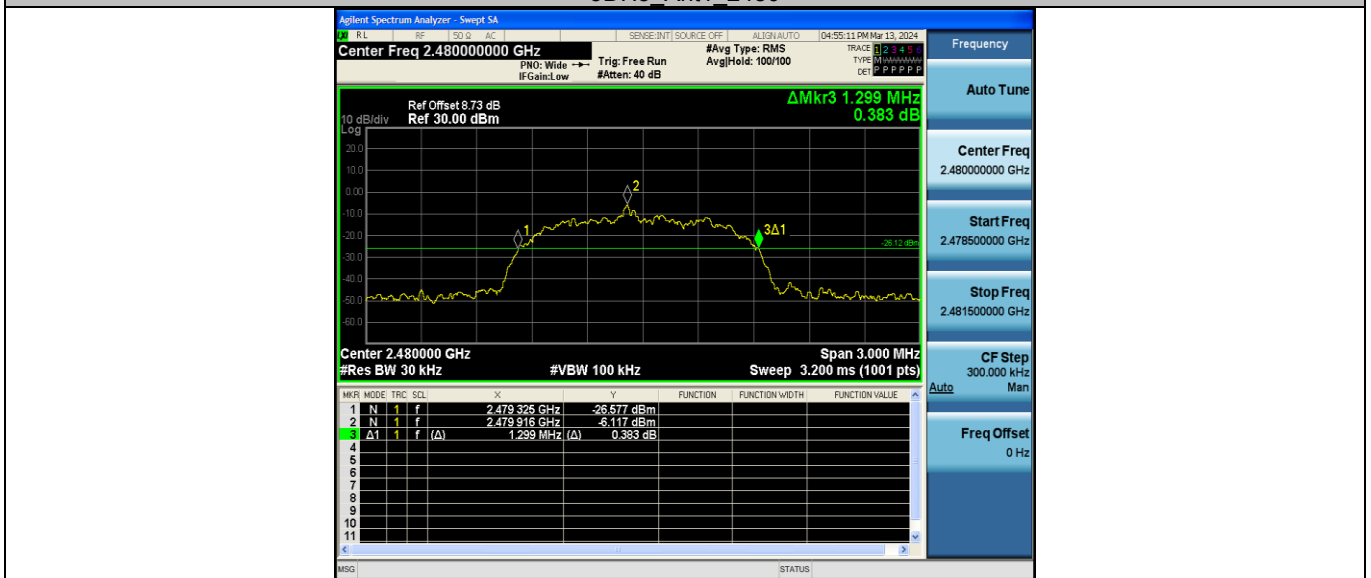 Agilent Spectrum Analyzer - Swept SA
RL RF 50 Ω AC SENSE:INT SOURCE OFF ALIGN AUTO 04:55:11 PM Mar 13, 2024
Center Freq 2.480000000 GHz #Avg Type: RMS TRACE 1 2 3 4 5 6
PNO: Wide Trig: Free Run Avg|Hold: 100/100 TYPE M W W W W W
IFGain:Low #Atten: 40 dB DET P P P P P P
Frequency
Auto Tune
Center Freq
2.480000000 GHz
Start Freq
2.478500000 GHz
Stop Freq
2.481500000 GHz
CF Step
300.000 kHz
Auto Man
Freq Offset
0 Hz
ΔMkr3 1.299 MHz
0.383 dB
Ref Offset 8.73 dB
10 dB/div Ref 30.00 dBm
Log
20.0
10.0
0.00
-10.0
-20.0
-30.0
-40.0
-50.0
-60.0
1
2
3Δ1
-26.12 dBm
Center 2.480000 GHz Span 3.000 MHz
#Res BW 30 kHz #VBW 100 kHz Sweep 3.200 ms (1001 pts)
MKR MODE TRC SCL X Y FUNCTION FUNCTION WIDTH FUNCTION VALUE
1 N 1 f 2.479 325 GHz -26.577 dBm
2 N 1 f 2.479 916 GHz -6.117 dBm
3 Δ1 1 f (Δ) 1.299 MHz (Δ) 0.383 dB
4
5
6
7
8
9
10
11
MSG STATUS